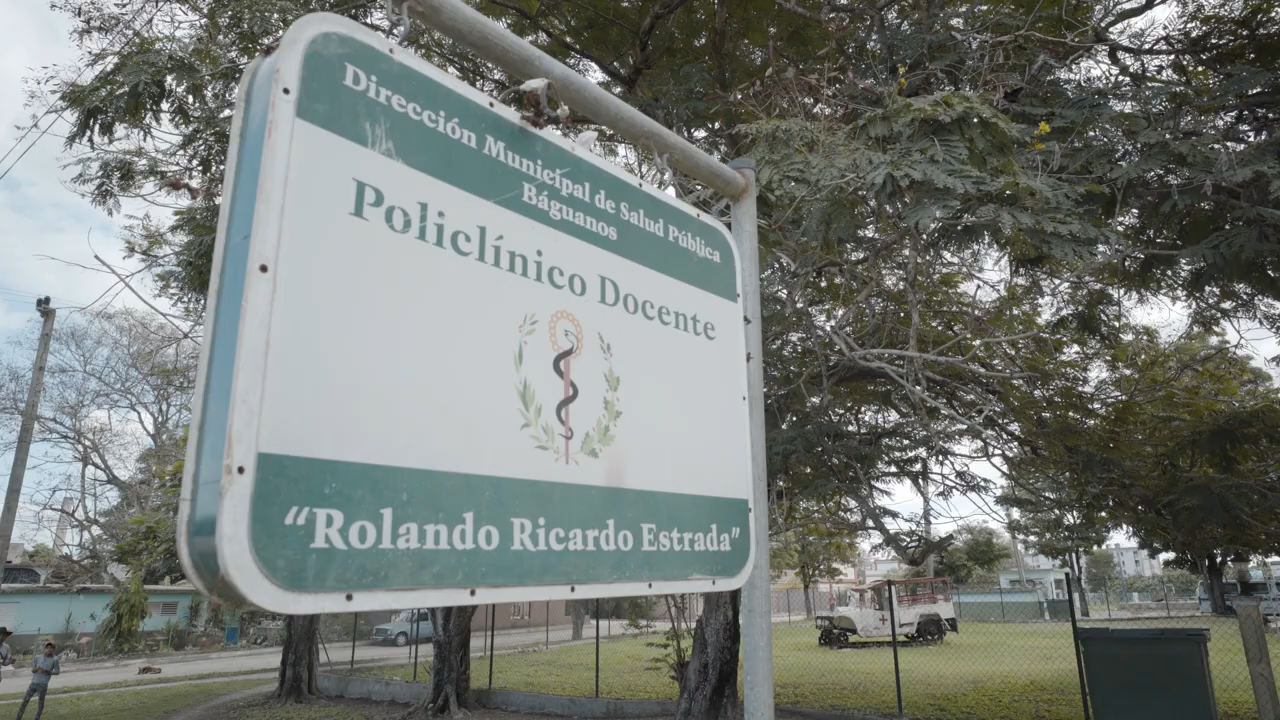 Dirección Municipal de Salud Pública
Báguanos
Policlínico Docente
“Rolando Ricardo Estrada”